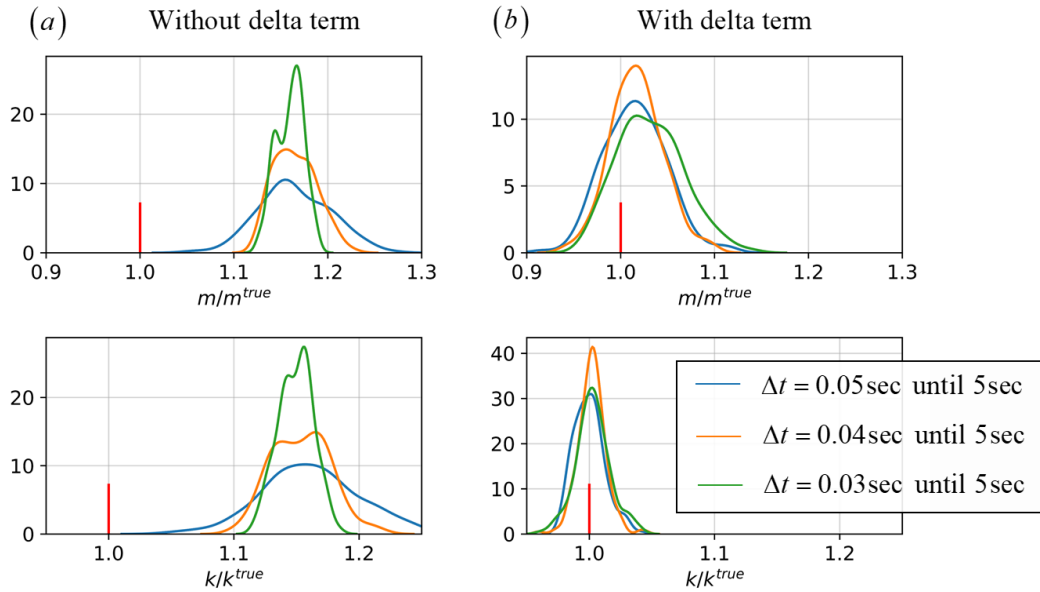 (a) Without delta term
(b) With delta term
20
10
0
0.9 1.0 1.1 1.2 1.3
m/m^true
10
5
0
0.9 1.0 1.1 1.2 1.3
m/m^true
20
10
0
1.0 1.1 1.2
k/k^true
40
30
20
10
0
1.0 1.1 1.2
k/k^true
Δt = 0.05sec until 5sec
Δt = 0.04sec until 5sec
Δt = 0.03sec until 5sec